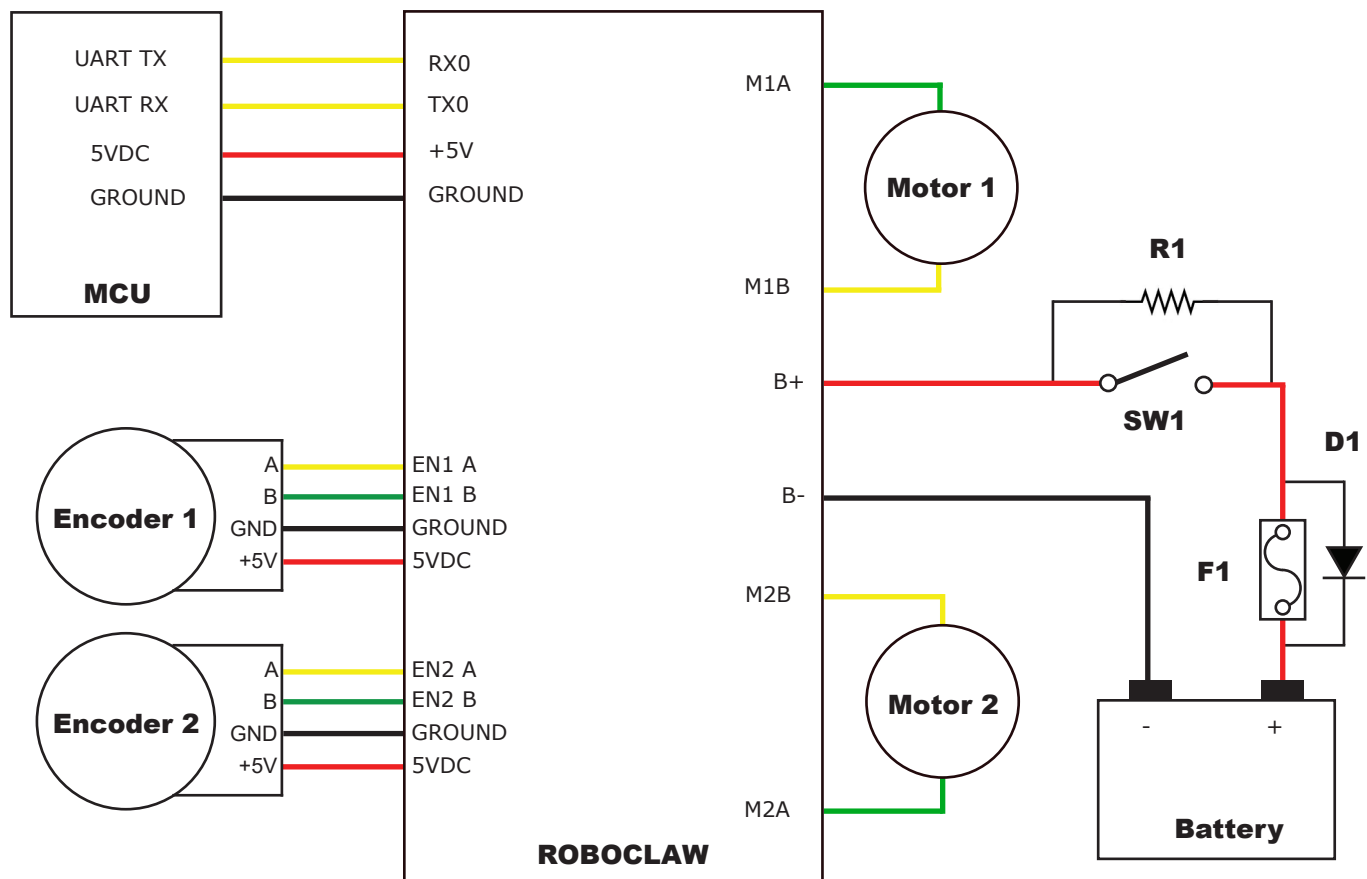 UART TX
UART RX
5VDC
GROUND
MCU
RX0
TX0
+5V
GROUND
M1A
Motor 1
M1B
R1
B+
SW1
D1
B-
F1
A
B
GND
+5V
Encoder 1
EN1 A
EN1 B
GROUND
5VDC
M2B
Motor 2
M2A
A
B
GND
+5V
Encoder 2
EN2 A
EN2 B
GROUND
5VDC
- +
Battery
ROBOCLAW